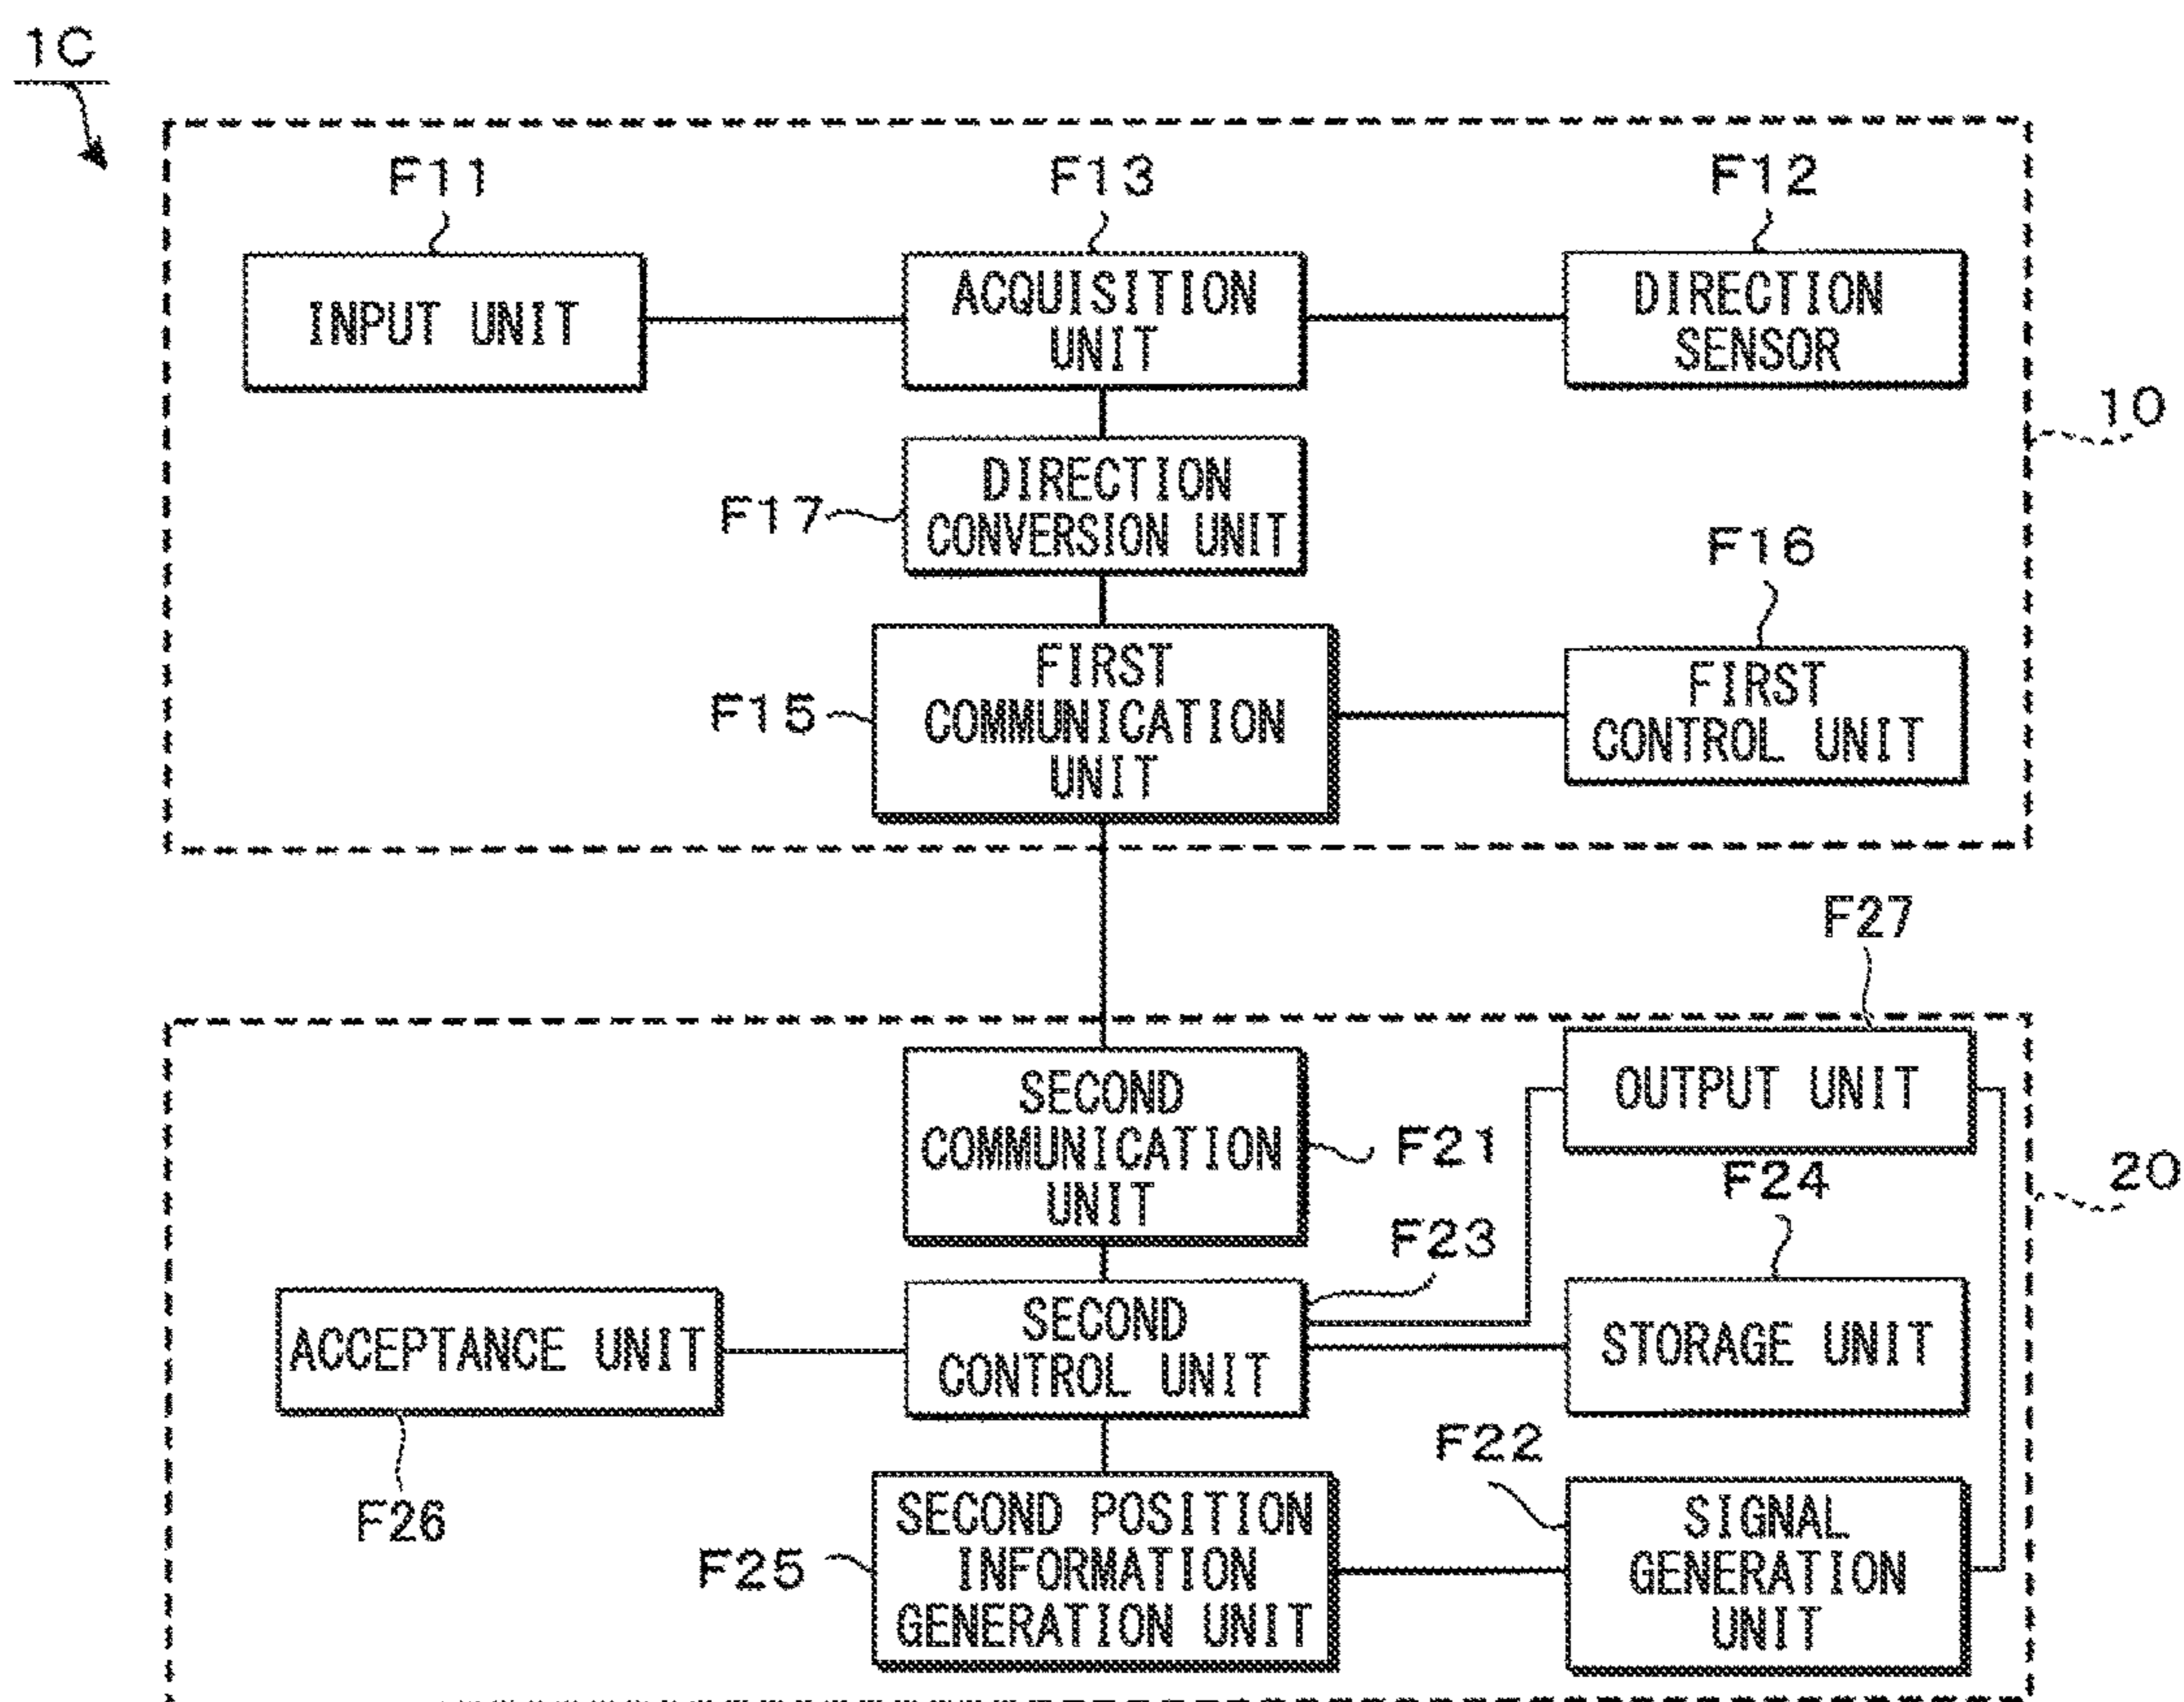 1C
F11
F13
F12
INPUT UNIT
ACQUISITION
UNIT
DIRECTION
SENSOR
10
F17
DIRECTION
CONVERSION UNIT
F16
F15
FIRST
COMMUNICATION
UNIT
FIRST
CONTROL UNIT
F27
SECOND
COMMUNICATION
UNIT
F21
OUTPUT UNIT
20
F24
F23
ACCEPTANCE UNIT
SECOND
CONTROL UNIT
STORAGE UNIT
F26
F22
F25
SECOND POSITION
INFORMATION
GENERATION UNIT
SIGNAL
GENERATION
UNIT